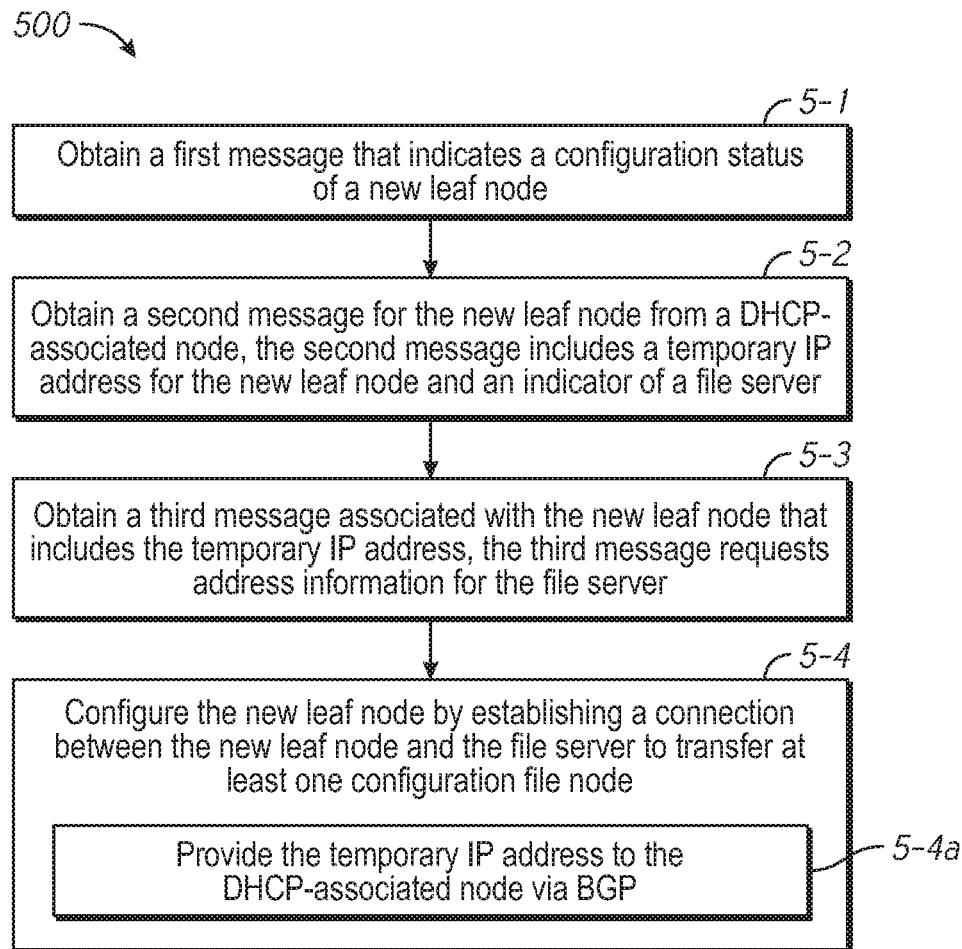 500
5-1
Obtain a first message that indicates a configuration status
of a new leaf node
5-2
Obtain a second message for the new leaf node from a DHCP-
associated node, the second message includes a temporary IP
address for the new leaf node and an indicator of a file server
5-3
Obtain a third message associated with the new leaf node that
includes the temporary IP address, the third message requests
address information for the file server
5-4
Configure the new leaf node by establishing a connection
between the new leaf node and the file server to transfer at
least one configuration file node
Provide the temporary IP address to the
DHCP-associated node via BGP
5-4a